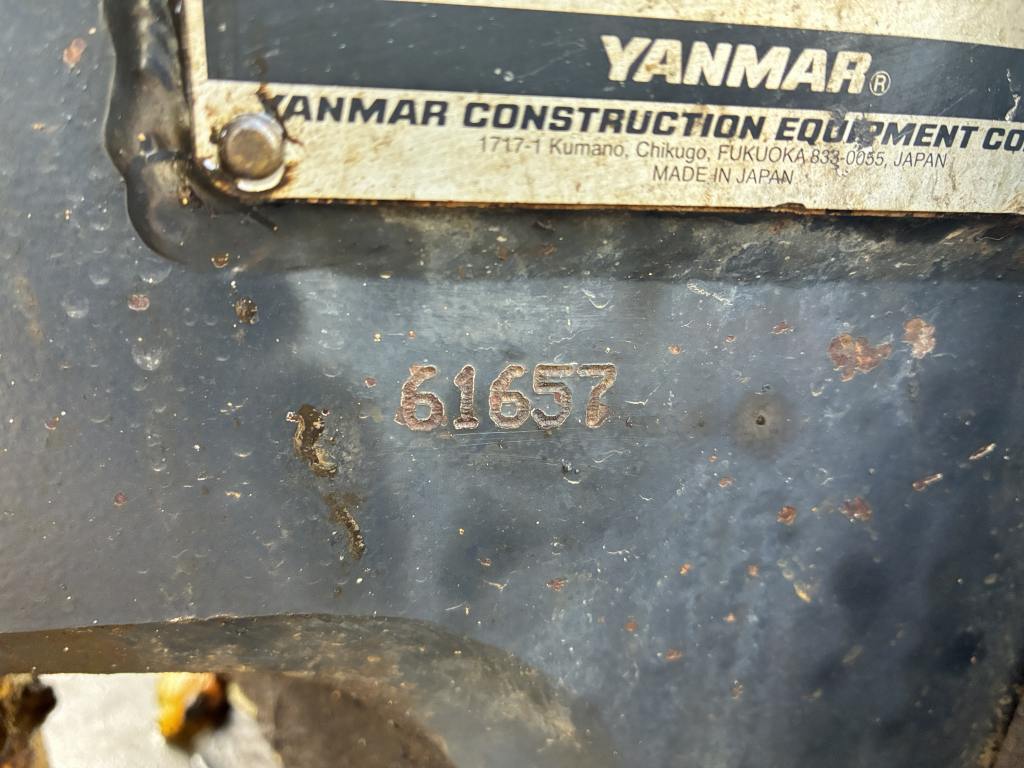 YANMAR®
YANMAR CONSTRUCTION EQUIPMENT CO
1717-1 Kumano, Chikugo, FUKUOKA 833-0055, JAPAN
MADE IN JAPAN
61657